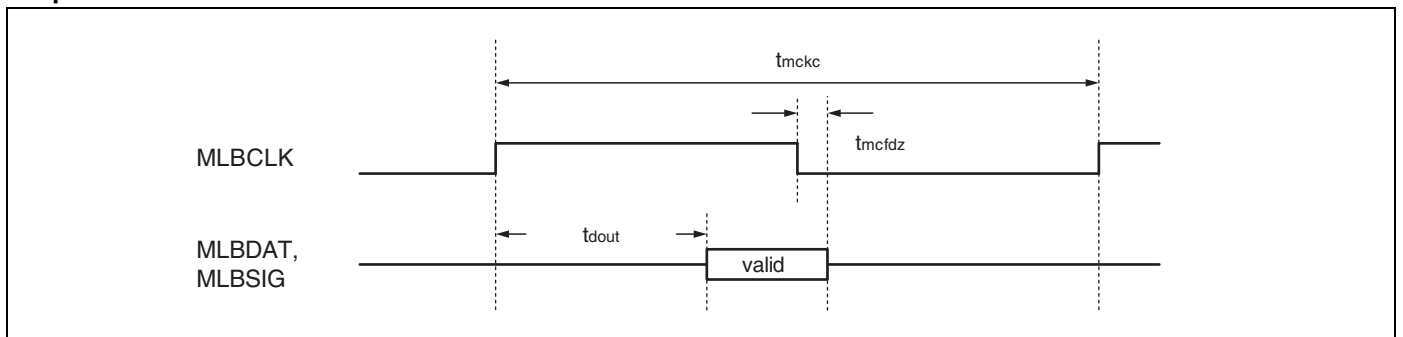 tmckc
tmcfdz
MLBCLK
tdout
MLBDAT,
MLBSIG
valid